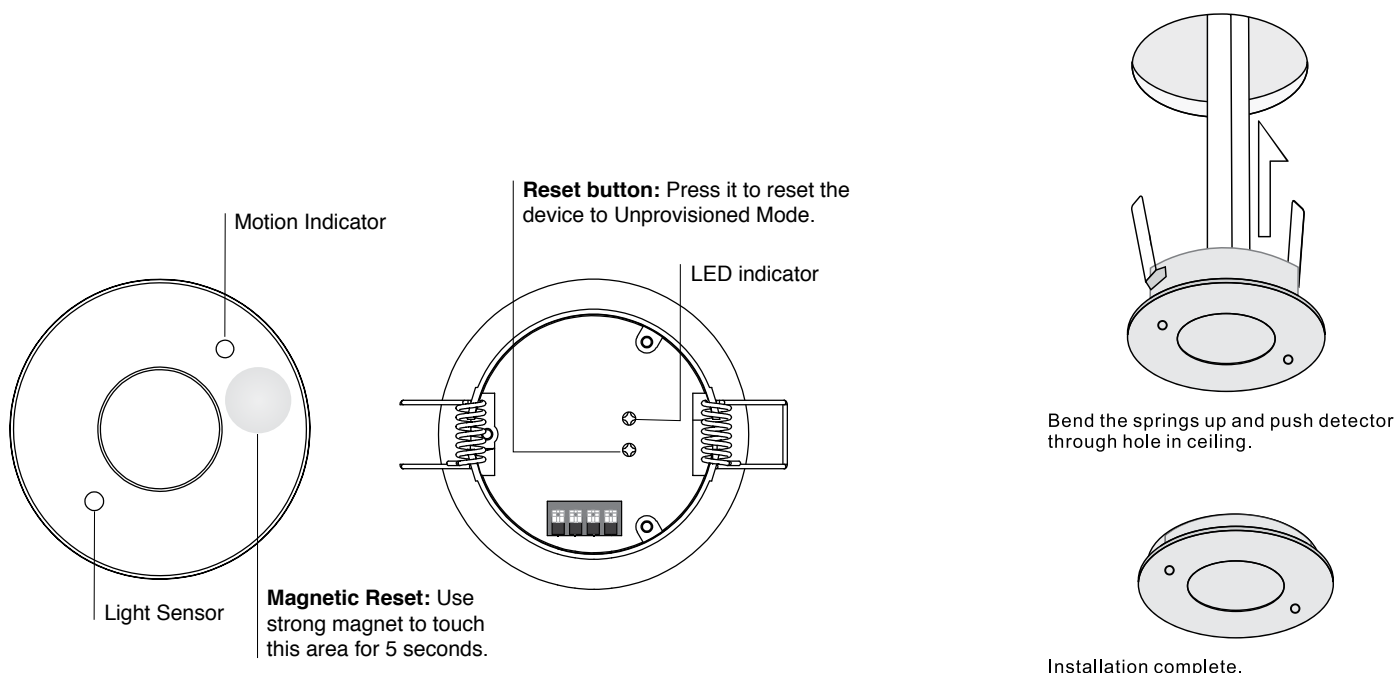 Motion Indicator
Light Sensor
Magnetic Reset: Use
strong magnet to touch
this area for 5 seconds.
Reset button: Press it to reset the
device to Unprovisioned Mode.
LED indicator
Bend the springs up and push detector
through hole in ceiling.
Installation complete.